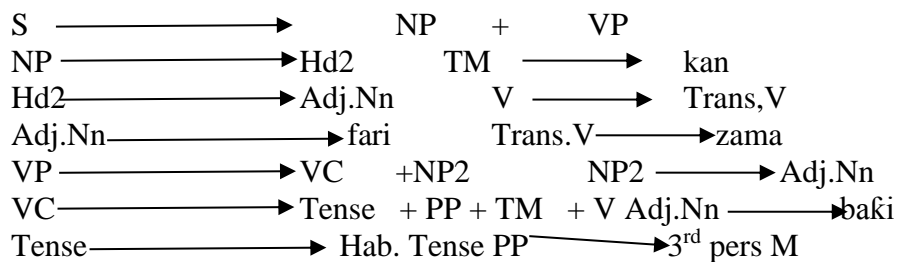 S ⟶ NP + VP
NP ⟶ Hd2 TM ⟶ kan
Hd2 ⟶ Adj.Nn V ⟶ Trans,V
Adj.Nn ⟶ fari Trans.V ⟶ zama
VP ⟶ VC +NP2 NP2 ⟶ Adj.Nn
VC ⟶ Tense + PP + TM + V Adj.Nn ⟶ baƙi
Tense ⟶ Hab. Tense PP ⟶ 3rd pers M